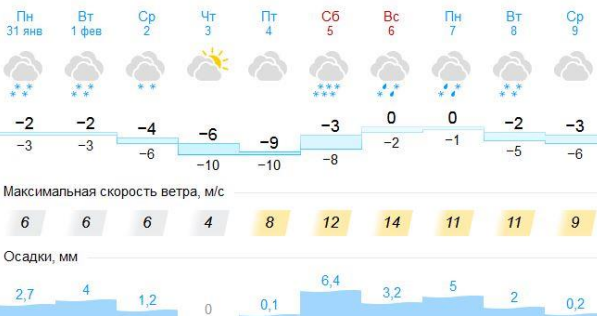 Пн Вт Ср Чт Пт Сб Вс Пн Вт Ср
31 янв 1 фев 2 3 4 5 6 7 8 9
−2 −2 −4 −6 −9 −3 0 0 −2 −3
−3 −3 −6 −10 −10 −8 −2 −1 −5 −6
Максимальная скорость ветра, м/с
6 6 6 4 8 12 14 11 11 9
Осадки, мм
2,7 4 1,2 0 0,1 6,4 3,2 5 2 0,2